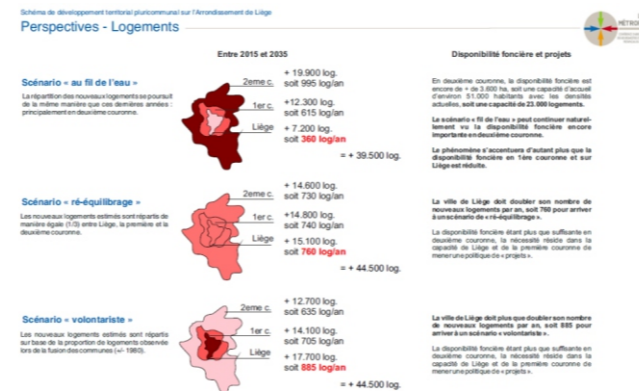 Schéma de développement territorial pluricommunal sur l'Arrondissement de Liège
Perspectives - Logements
MÉTROP
Entre 2015 et 2035
Disponibilité foncière et projets
Scénario « au fil de l'eau »
La répartition des nouveaux logements se poursuit
de la même manière que ces dernières années :
principalement en deuxième couronne.
2eme c.
1er c.
Liège
+ 19.900 log.
soit 995 log/an
+12.300 log.
soit 615 log/an
+ 7.200 log.
soit 360 log/an
= + 39.500 log.
En deuxième couronne, la disponibilité foncière est
encore de + de 3.600 ha, soit une capacité d'accueil
d'environ 51.000 habitants avec les densités
actuelles, soit une capacité de 23.000 logements.
Le scénario « fil de l'eau » peut continuer naturel-
lement vu la disponibilité foncière encore
importante en deuxième couronne.
Le phénomène s'accentuera d'autant plus que la
disponibilité foncière en 1ère couronne et sur
Liège est réduite.
Scénario « ré-équilibrage »
Les nouveaux logements estimés sont répartis de
manière égale (1/3) entre Liège, la première et la
deuxième couronne.
2eme c.
1er c.
Liège
+ 14.600 log.
soit 730 log/an
+14.800 log.
soit 740 log/an
+ 15.100 log.
soit 760 log/an
= + 44.500 log.
La ville de Liège doit doubler son nombre de
nouveaux logements par an, soit 760 pour arriver
à un scénario de « ré-équilibrage ».
La disponibilité foncière étant plus que suffisante en
deuxième couronne, la nécessité réside dans la
capacité de Liège et de la première couronne de
mener une politique de « projets ».
Scénario « volontariste »
Les nouveaux logements estimés sont répartis
sur base de la proportion de logements observée
lors de la fusion des communes (+/- 1980).
2eme c.
1er c.
Liège
+ 12.700 log.
soit 635 log/an
+ 14.100 log.
soit 705 log/an
+ 17.700 log.
soit 885 log/an
= + 44.500 log.
La ville de Liège doit plus que doubler son nombre
de nouveaux logements par an, soit 885 pour
arriver à un scénario « volontariste ».
La disponibilité foncière étant plus que suffisante en
deuxième couronne, la nécessité réside dans la
capacité de Liège et de la première couronne de
mener une politique de « projets ».